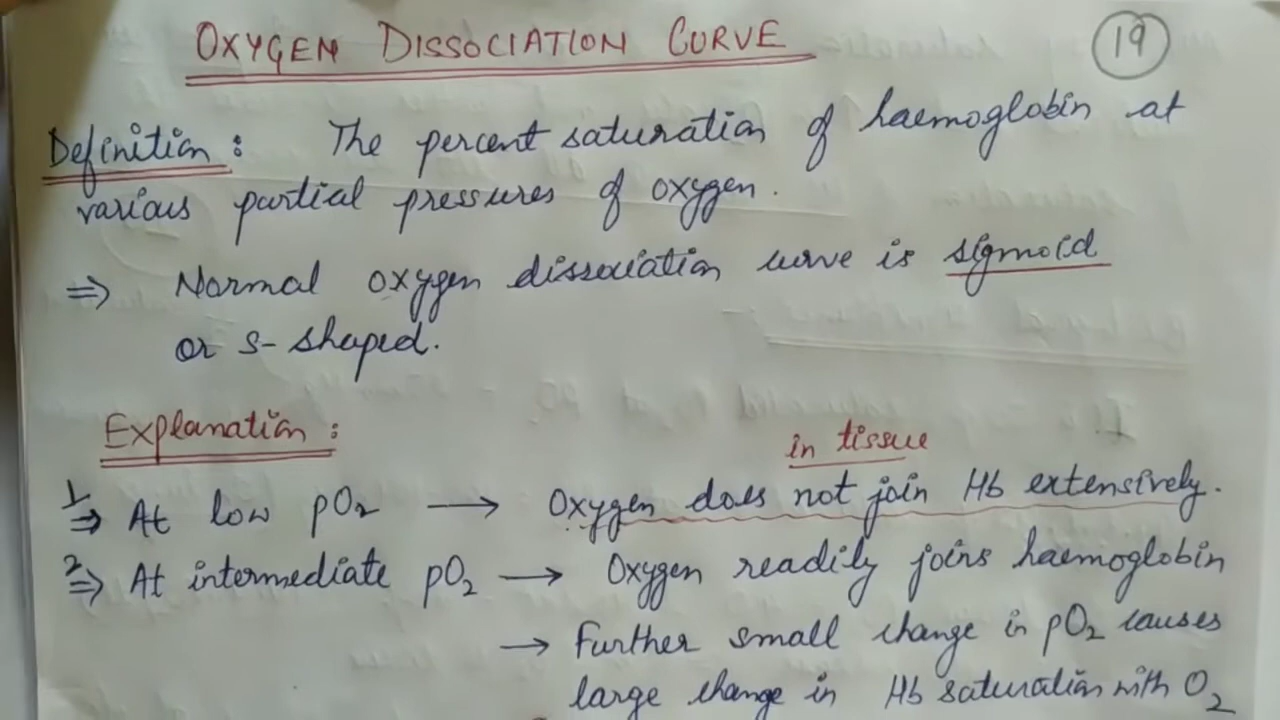 OXYGEN DISSOCIATION CURVE
19
Definition : The percent saturation of haemoglobin at
various partial pressures of oxygen.
⇒ Normal oxygen dissociation curve is sigmoid
or s-shaped.
Explanation :
in tissue
1⇒ At low pO₂ → Oxygen does not join Hb extensively.
2⇒ At intermediate pO₂ → Oxygen readily joins haemoglobin
→ Further small change in pO₂ causes
large change in Hb saturation with O₂